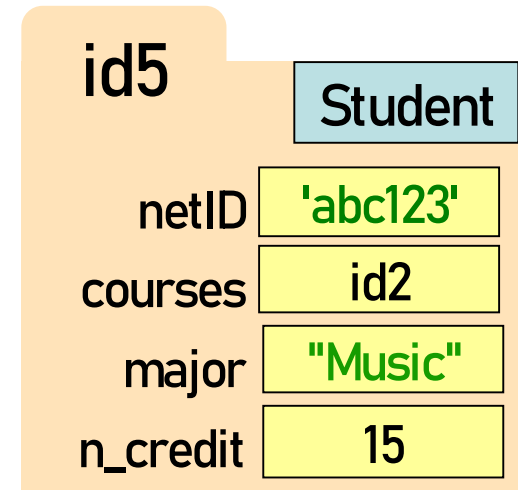 id5
Student
netID 'abc123'
courses id2
major "Music"
n_credit 15